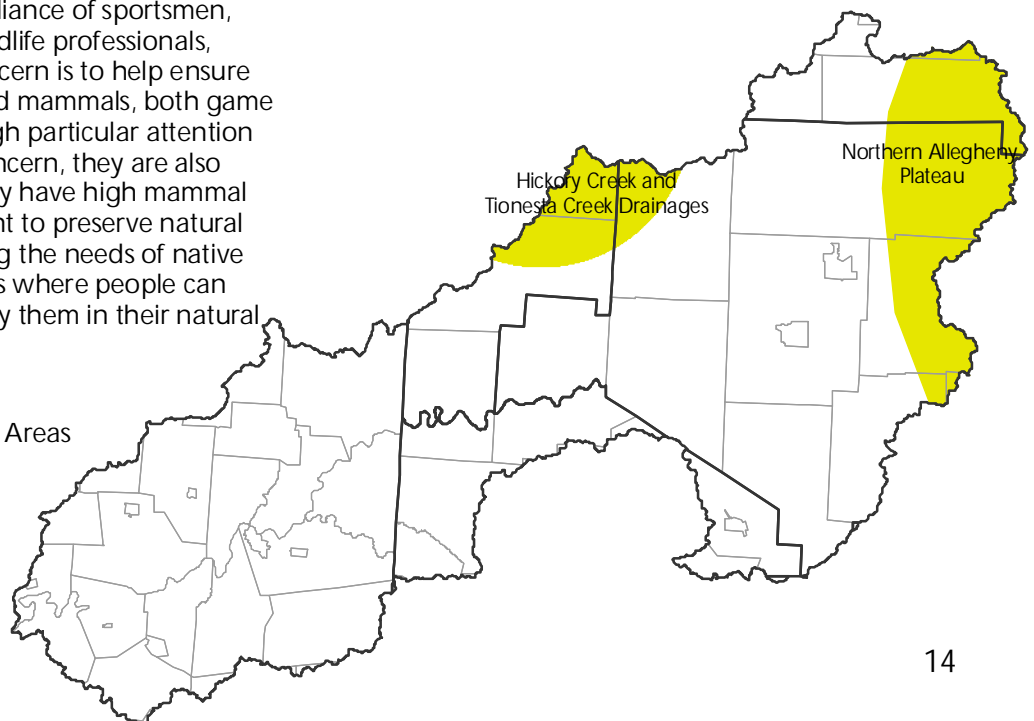 liance of sportsmen,
dlife professionals,
cern is to help ensure
d mammals, both game
gh particular attention
ncern, they are also
y have high mammal
nt to preserve natural
g the needs of native
s where people can
y them in their natural
Areas
Hickory Creek and
Tionesta Creek Drainages
Northern Allegheny
Plateau
14